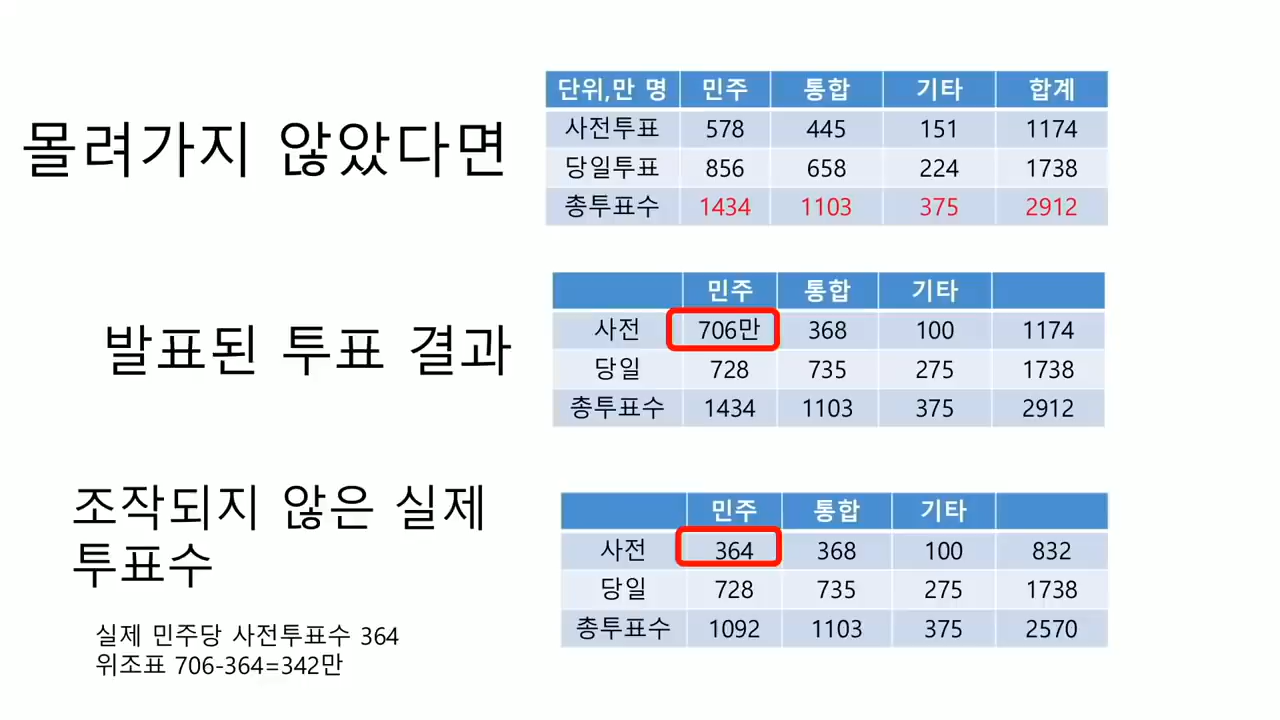 몰려가지 않았다면
단위,만 명 민주 통합 기타 합계
사전투표 578 445 151 1174
당일투표 856 658 224 1738
총투표수 1434 1103 375 2912
발표된 투표 결과
민주 통합 기타
사전 706만 368 100 1174
당일 728 735 275 1738
총투표수 1434 1103 375 2912
조작되지 않은 실제
투표수
민주 통합 기타
사전 364 368 100 832
당일 728 735 275 1738
총투표수 1092 1103 375 2570
실제 민주당 사전투표수 364
위조표 706-364=342만